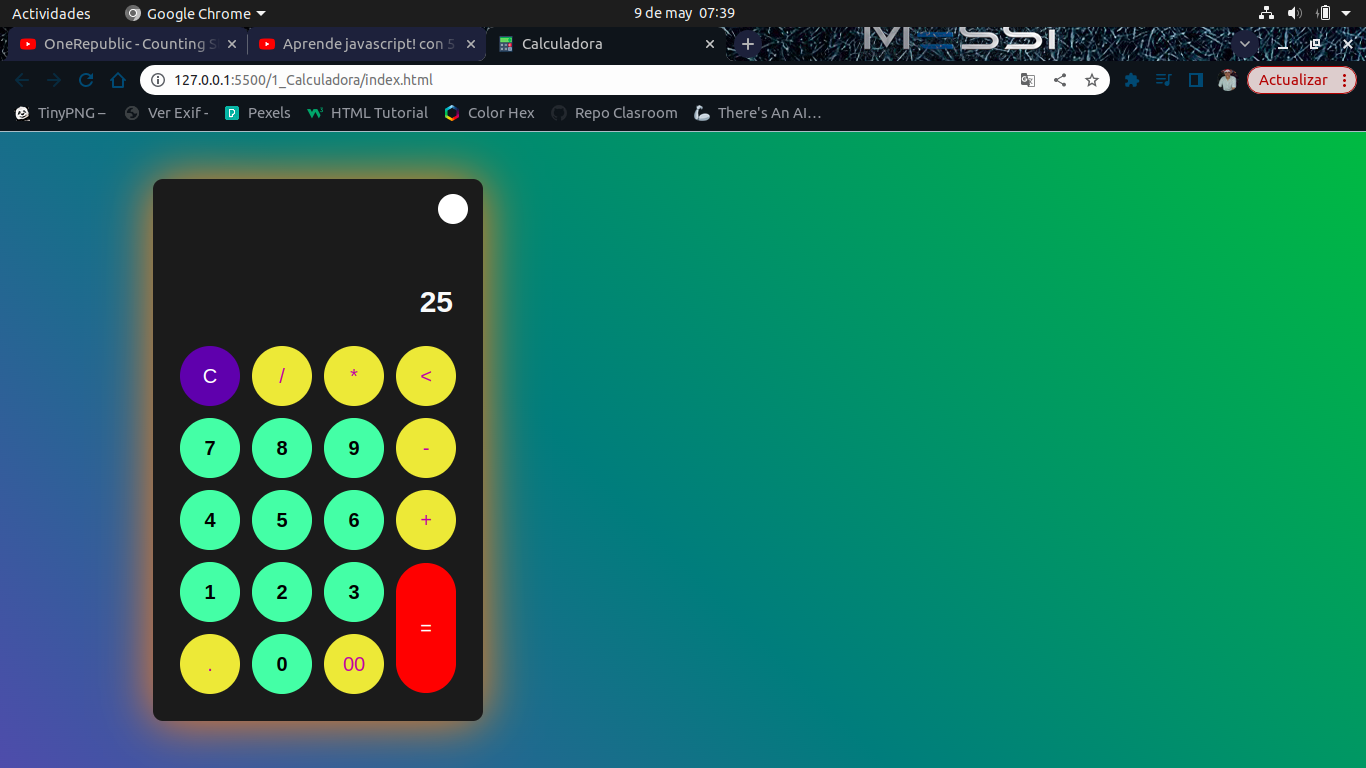 Actividades Google Chrome 9 de may 07:39
MESSI
OneRepublic - Counting S Aprende javascript! con 5 Calculadora
127.0.0.1:5500/1_Calculadora/index.html Actualizar
TinyPNG – Ver Exif - Pexels HTML Tutorial Color Hex Repo Clasroom There's An AI...
25
C / * <
7 8 9 -
4 5 6 +
1 2 3
=
. 0 00